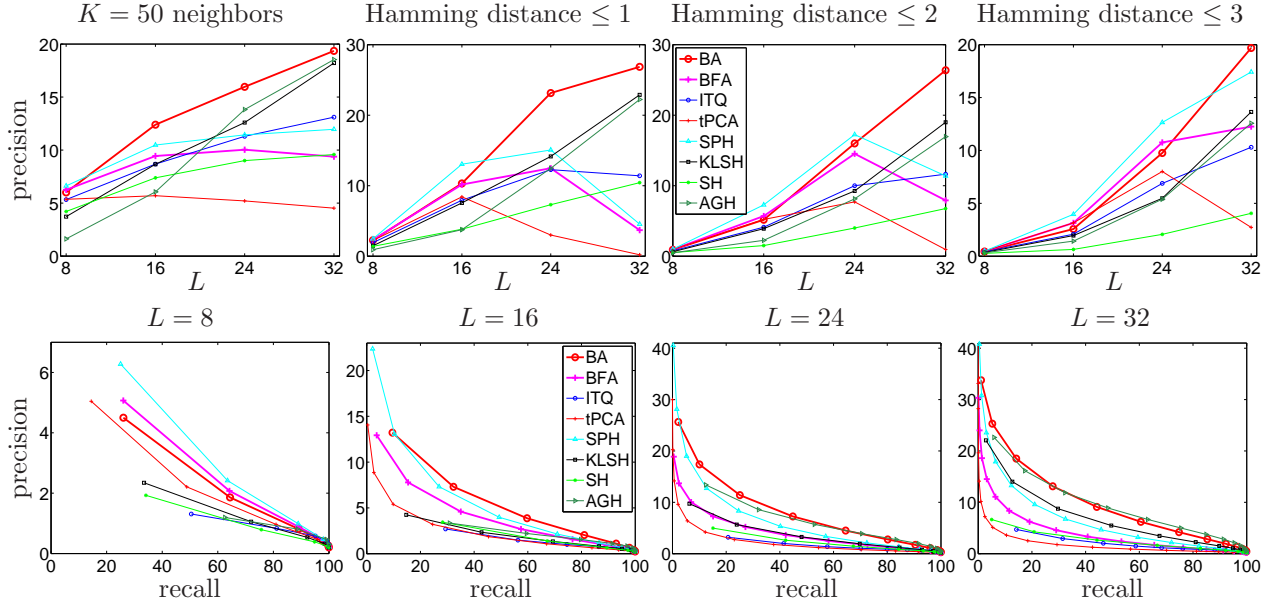 K = 50 neighbors
Hamming distance ≤ 1
Hamming distance ≤ 2
Hamming distance ≤ 3
precision
20
15
10
5
0
8 16 24 32
L
30
20
10
0
8 16 24 32
L
30
20
10
0
8 16 24 32
L
BA
BFA
ITQ
tPCA
SPH
KLSH
SH
AGH
20
15
10
5
0
8 16 24 32
L
L = 8
L = 16
L = 24
L = 32
precision
6
4
2
0
0 20 40 60 80 100
recall
20
15
10
5
0
0 20 40 60 80 100
recall
BA
BFA
ITQ
tPCA
SPH
KLSH
SH
AGH
40
30
20
10
0
0 20 40 60 80 100
recall
40
30
20
10
0
0 20 40 60 80 100
recall